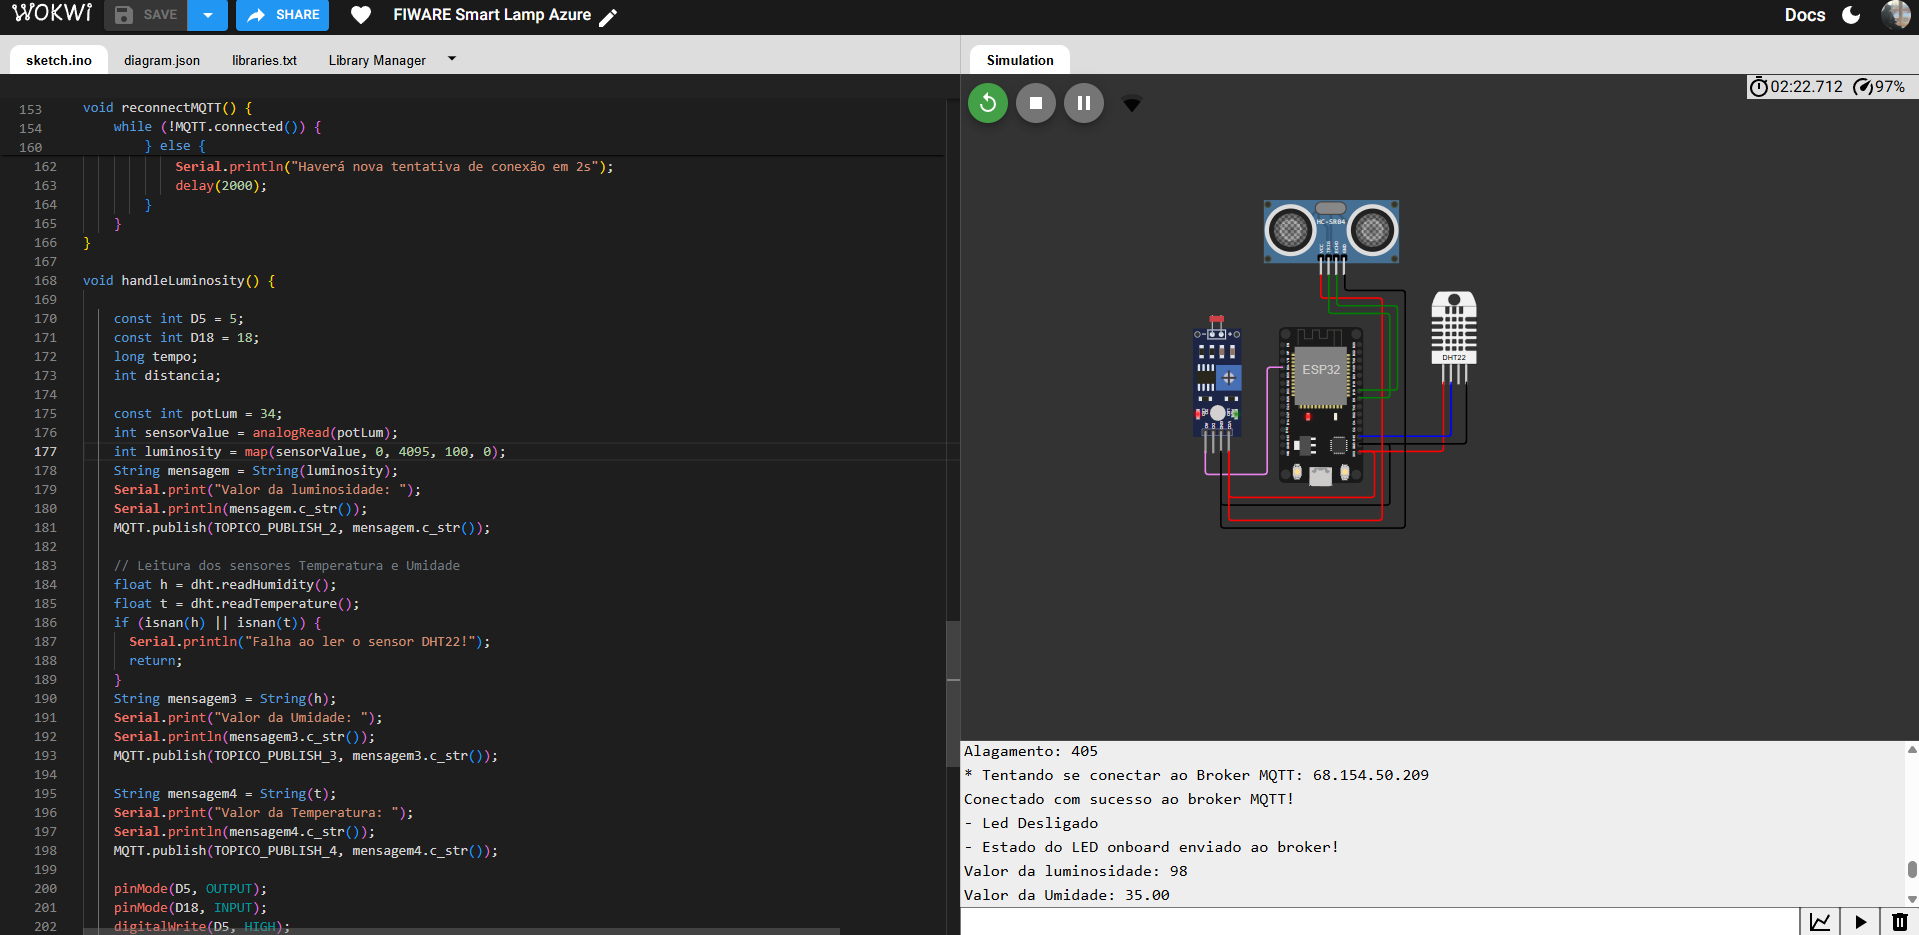 WOKWI
SAVE
SHARE
FIWARE Smart Lamp Azure
Docs
sketch.ino
diagram.json
libraries.txt
Library Manager
Simulation
02:22.712
97%
153 void reconnectMQTT() {
154 while (!MQTT.connected()) {
160 } else {
162 Serial.println("Haverá nova tentativa de conexão em 2s");
163 delay(2000);
164 }
165 }
166 }
167
168 void handleLuminosity() {
169
170 const int D5 = 5;
171 const int D18 = 18;
172 long tempo;
173 int distancia;
174
175 const int potLum = 34;
176 int sensorValue = analogRead(potLum);
177 int luminosity = map(sensorValue, 0, 4095, 100, 0);
178 String mensagem = String(luminosity);
179 Serial.print("Valor da luminosidade: ");
180 Serial.println(mensagem.c_str());
181 MQTT.publish(TOPICO_PUBLISH_2, mensagem.c_str());
182
183 // Leitura dos sensores Temperatura e Umidade
184 float h = dht.readHumidity();
185 float t = dht.readTemperature();
186 if (isnan(h) || isnan(t)) {
187 Serial.println("Falha ao ler o sensor DHT22!");
188 return;
189 }
190 String mensagem3 = String(h);
191 Serial.print("Valor da Umidade: ");
192 Serial.println(mensagem3.c_str());
193 MQTT.publish(TOPICO_PUBLISH_3, mensagem3.c_str());
194
195 String mensagem4 = String(t);
196 Serial.print("Valor da Temperatura: ");
197 Serial.println(mensagem4.c_str());
198 MQTT.publish(TOPICO_PUBLISH_4, mensagem4.c_str());
199
200 pinMode(D5, OUTPUT);
201 pinMode(D18, INPUT);
202 digitalWrite(D5, HIGH);
HC-SR04
ESP32
DHT22
Alagamento: 405
* Tentando se conectar ao Broker MQTT: 68.154.50.209
Conectado com sucesso ao broker MQTT!
- Led Desligado
- Estado do LED onboard enviado ao broker!
Valor da luminosidade: 98
Valor da Umidade: 35.00